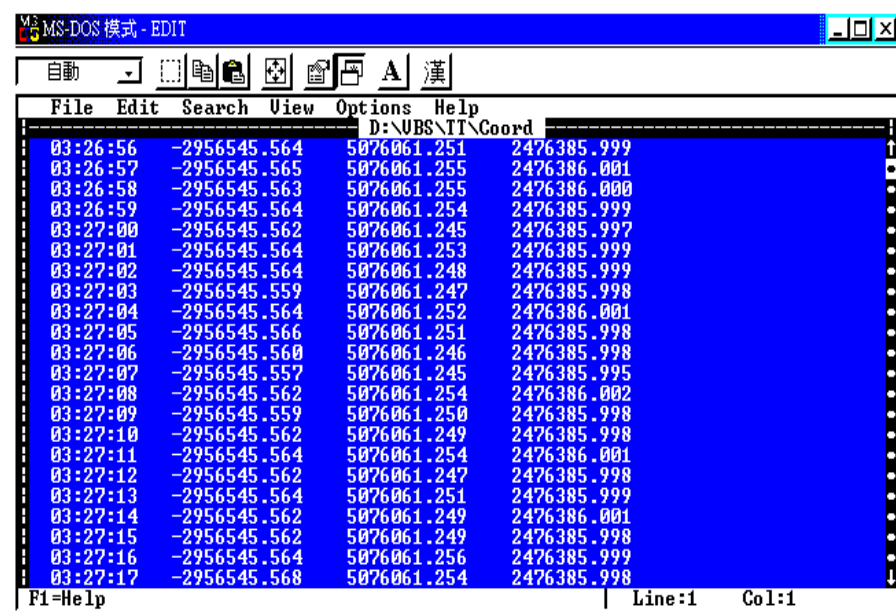 MS-DOS 模式 - EDIT
自動 A 漢
File Edit Search View Options Help
D:\VBS\TT\Coord
03:26:56 -2956545.564 5076061.251 2476385.999
03:26:57 -2956545.565 5076061.255 2476386.001
03:26:58 -2956545.563 5076061.255 2476386.000
03:26:59 -2956545.564 5076061.254 2476385.999
03:27:00 -2956545.562 5076061.245 2476385.997
03:27:01 -2956545.564 5076061.253 2476385.999
03:27:02 -2956545.564 5076061.248 2476385.999
03:27:03 -2956545.559 5076061.247 2476385.998
03:27:04 -2956545.564 5076061.252 2476386.001
03:27:05 -2956545.566 5076061.251 2476385.998
03:27:06 -2956545.560 5076061.246 2476385.998
03:27:07 -2956545.557 5076061.245 2476385.995
03:27:08 -2956545.562 5076061.254 2476386.002
03:27:09 -2956545.559 5076061.250 2476385.998
03:27:10 -2956545.562 5076061.249 2476385.998
03:27:11 -2956545.564 5076061.254 2476386.001
03:27:12 -2956545.562 5076061.247 2476385.998
03:27:13 -2956545.564 5076061.251 2476385.999
03:27:14 -2956545.562 5076061.249 2476386.001
03:27:15 -2956545.562 5076061.249 2476385.998
03:27:16 -2956545.564 5076061.256 2476385.999
03:27:17 -2956545.568 5076061.254 2476385.998
F1=Help Line:1 Col:1